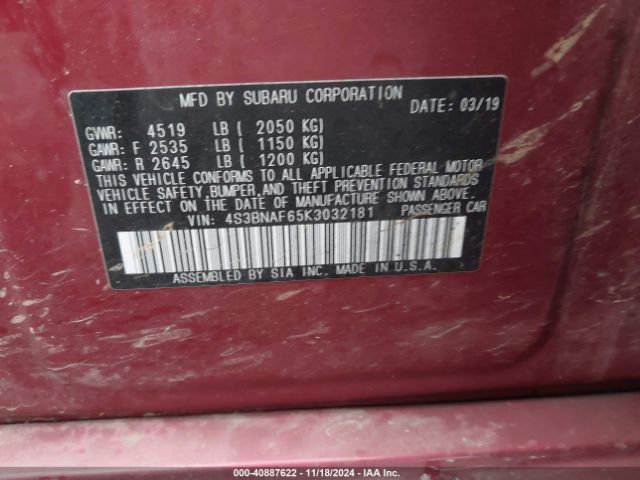 MFD BY SUBARU CORPORATION
DATE: 03/19
GVWR: 4519 LB ( 2050 KG)
GAWR: F 2535 LB ( 1150 KG)
GAWR: R 2645 LB ( 1200 KG)
THIS VEHICLE CONFORMS TO ALL APPLICABLE FEDERAL MOTOR
VEHICLE SAFETY,BUMPER,AND THEFT PREVENTION STANDARDS
IN EFFECT ON THE DATE OF MANUFACTURE SHOWN ABOVE.
VIN: 4S3BNAF65K3032181 PASSENGER CAR
ASSEMBLED BY SIA INC. MADE IN U.S.A.
000-40887622 - 11/18/2024 - IAA Inc.